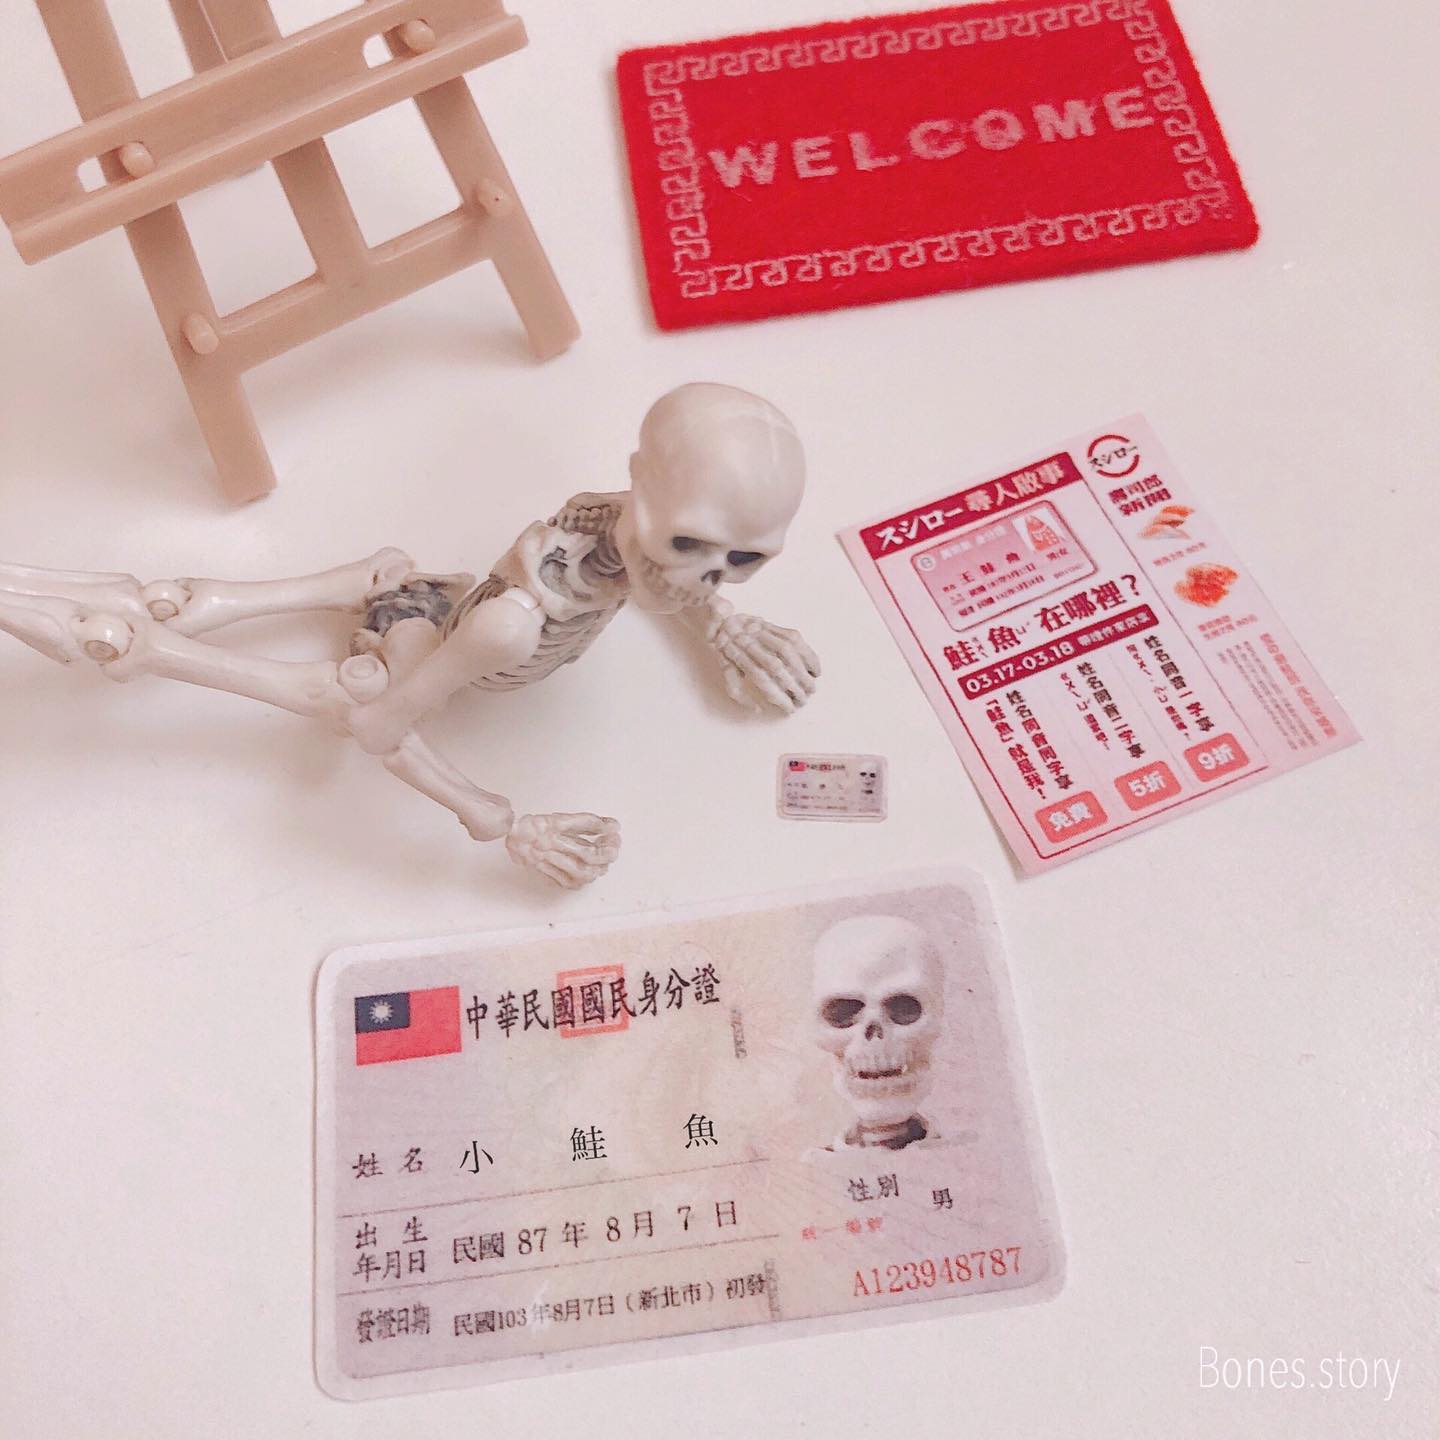 WELCOME
スシロー
壽司郎
新聞
スシロー 尋人啟事
王 鮭 魚
鮭魚在哪裡？
03.17-03.18
姓名同音一字享
9折
姓名同音二字享
5折
姓名同音同字享
「鮭魚」就是我！
免費
中華民國國民身分證
姓名 小 鮭 魚
出生年月日 民國 87 年 8 月 7 日
性別 男
統一編號
A123948787
發證日期 民國103年8月7日（新北市）初發
Bones.story